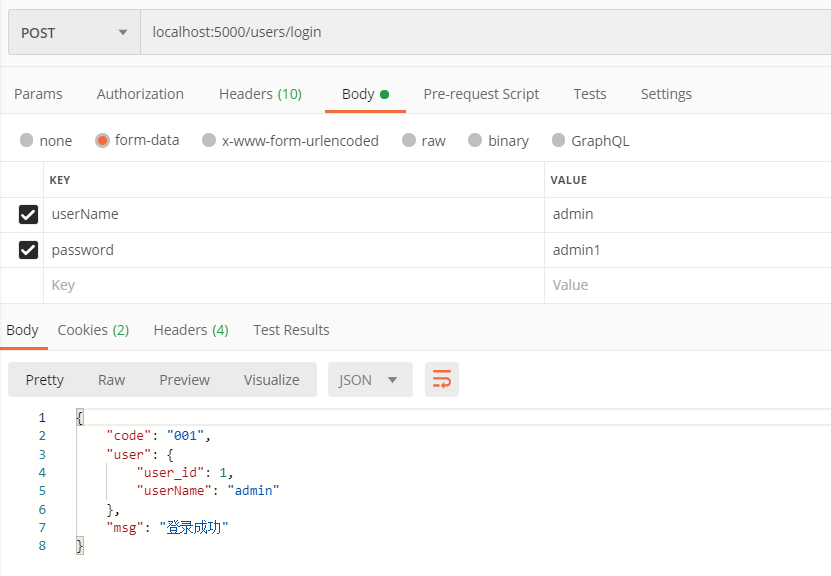 POST localhost:5000/users/login
Params Authorization Headers (10) Body Pre-request Script Tests Settings
none form-data x-www-form-urlencoded raw binary GraphQL
KEY VALUE
userName admin
password admin1
Key Value
Body Cookies (2) Headers (4) Test Results
Pretty Raw Preview Visualize JSON
1 {
2 "code": "001",
3 "user": {
4 "user_id": 1,
5 "userName": "admin"
6 },
7 "msg": "登录成功"
8 }